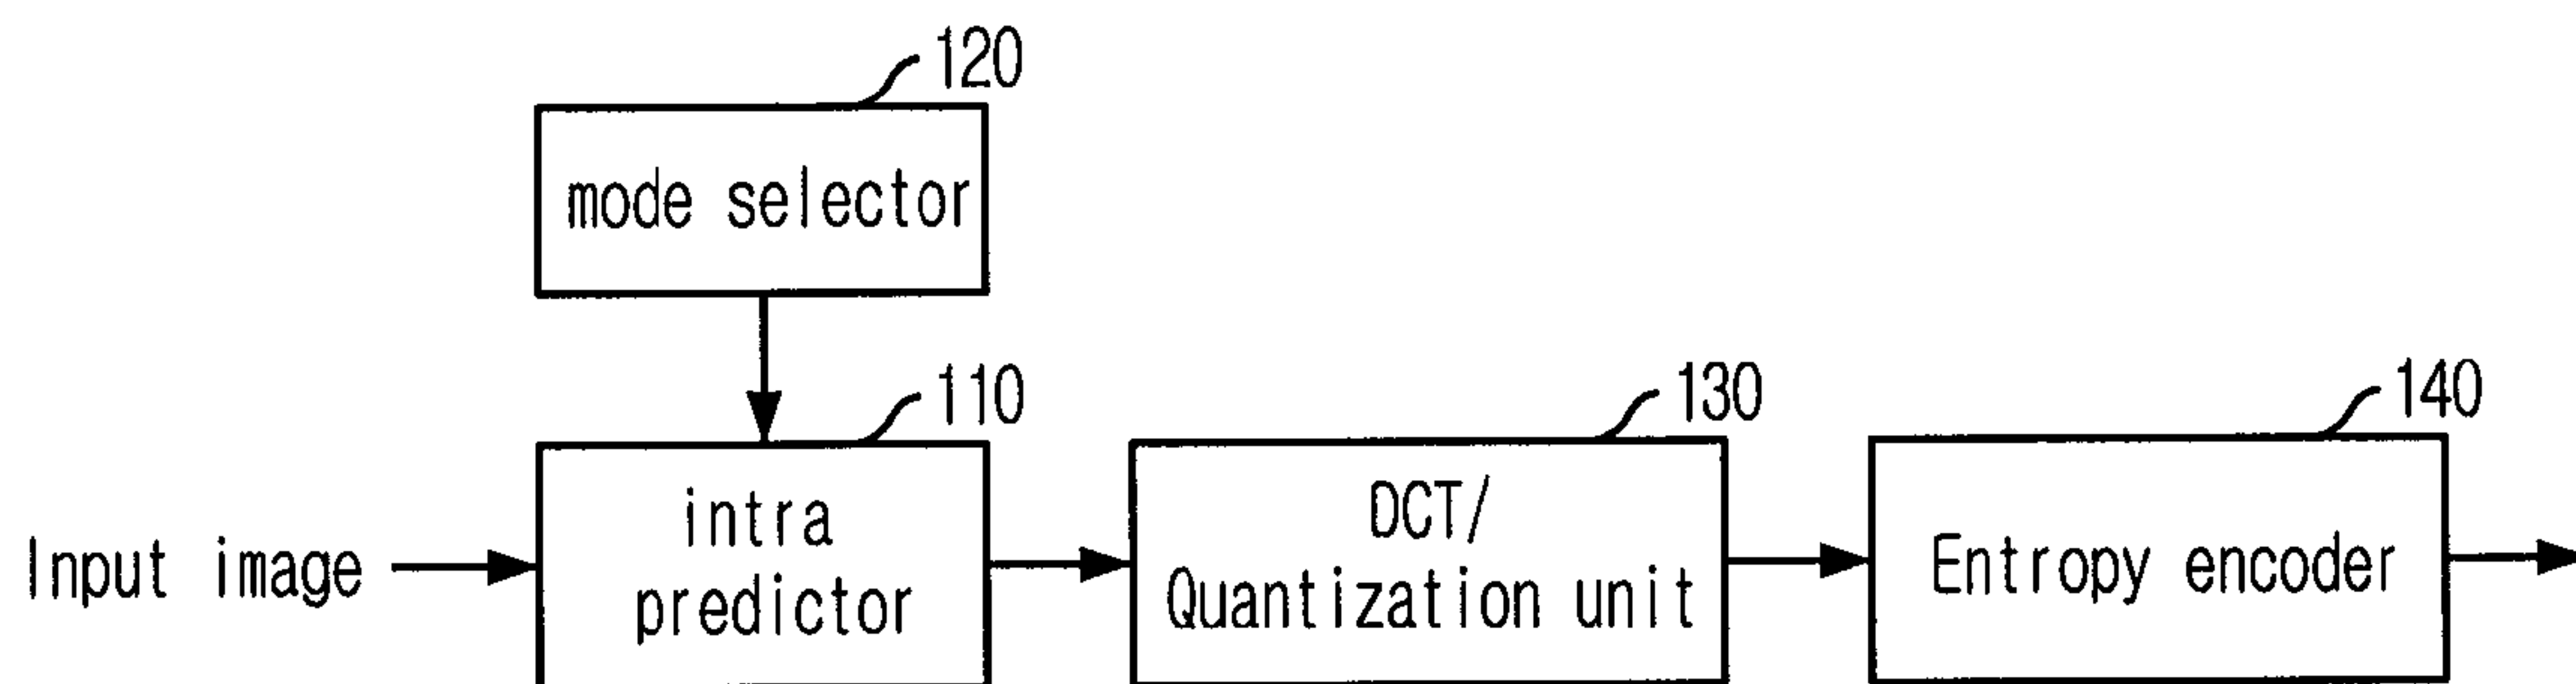 120
mode selector
110
130
140
Input image
intra
predictor
DCT/
Quantization unit
Entropy encoder